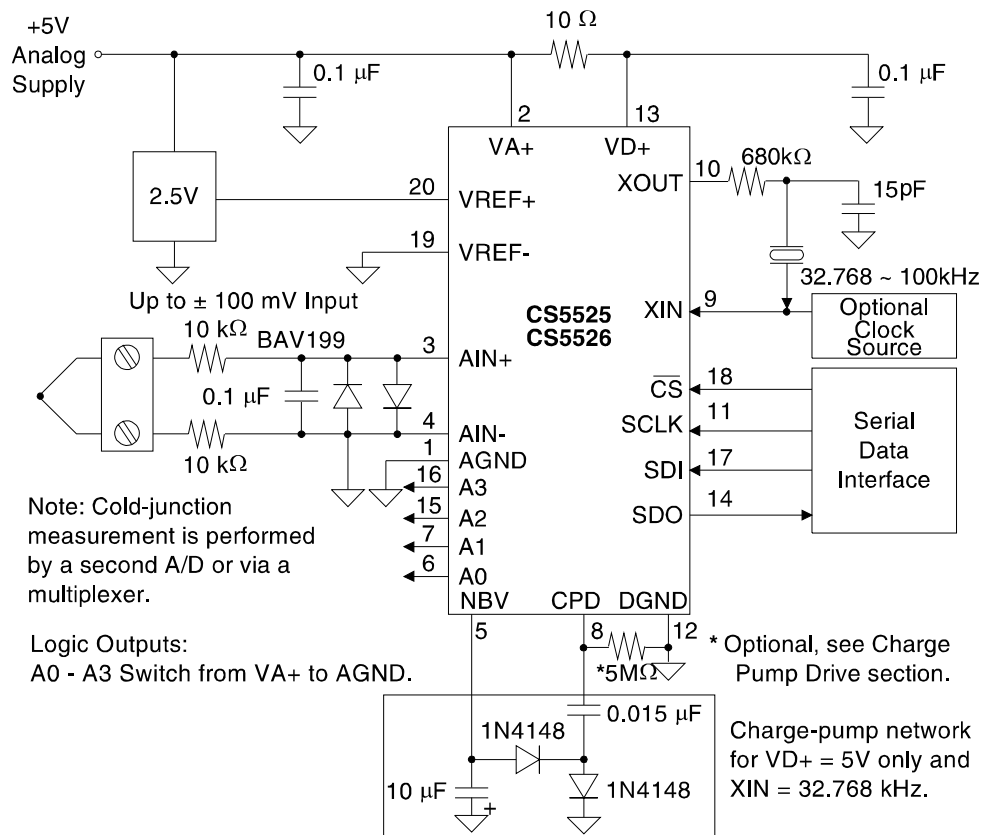 +5V
Analog
Supply
10 Ω
0.1 µF
0.1 µF
2
13
VA+
VD+
2.5V
20
VREF+
19
VREF-
XOUT
10
680kΩ
15pF
32.768 ~ 100kHz
Up to ± 100 mV Input
10 kΩ
BAV199
3
AIN+
CS5525
CS5526
XIN
9
Optional
Clock
Source
0.1 µF
10 kΩ
4
AIN-
1
AGND
16
A3
15
A2
7
A1
6
A0
CS
18
SCLK
11
SDI
17
SDO
14
Serial
Data
Interface
Note: Cold-junction
measurement is performed
by a second A/D or via a
multiplexer.
NBV
CPD
DGND
5
8
12
Logic Outputs:
A0 - A3 Switch from VA+ to AGND.
*5MΩ
* Optional, see Charge
Pump Drive section.
0.015 µF
1N4148
1N4148
10 µF
+
Charge-pump network
for VD+ = 5V only and
XIN = 32.768 kHz.